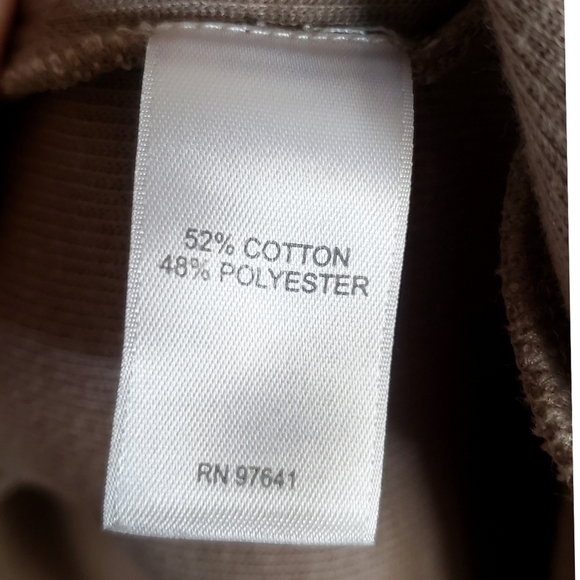 52% COTTON
48% POLYESTER
RN 97641